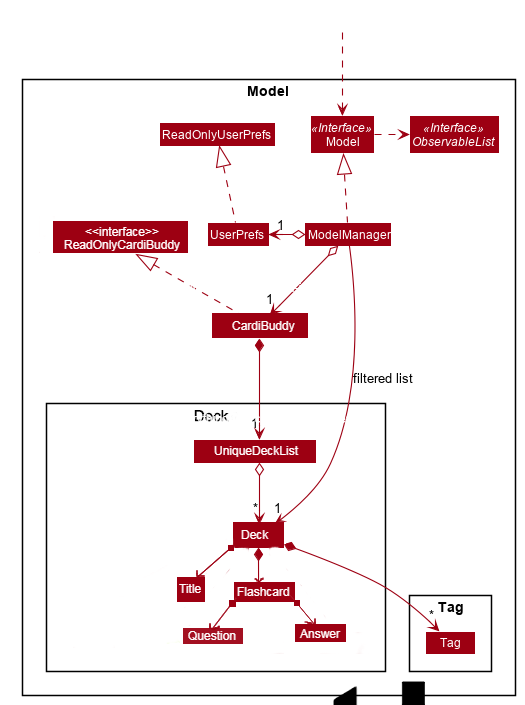 Model
ReadOnlyUserPrefs
«Interface»
Model
«Interface»
ObservableList
<<interface>>
ReadOnlyCardiBuddy
UserPrefs
1
ModelManager
1
CardiBuddy
filtered list
Deck
1
UniqueDeckList
*
1
Deck
Title
Flashcard
Question
Answer
Tag
*
Tag